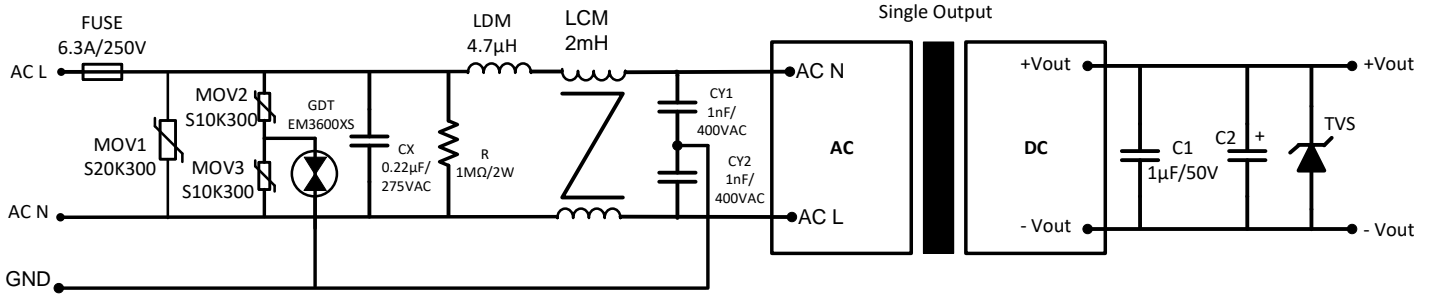 Single Output
FUSE
6.3A/250V
LDM
4.7µH
LCM
2mH
AC L
MOV1
S20K300
MOV2
S10K300
MOV3
S10K300
GDT
EM3600XS
CX
0.22µF/
275VAC
R
1MΩ/2W
CY1
1nF/
400VAC
CY2
1nF/
400VAC
AC N
GND
AC N
AC
AC L
+Vout
DC
- Vout
C1
1µF/50V
C2
+
TVS
+Vout
- Vout